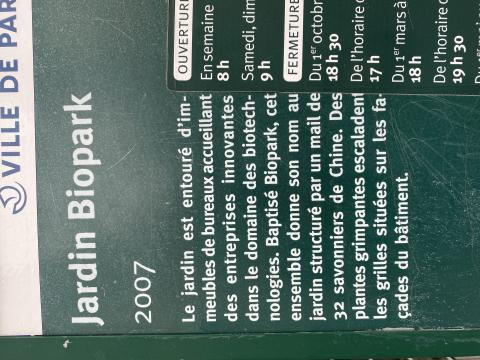 VILLE DE PAR
Jardin Biopark
2007
Le jardin est entouré d'im-
meubles de bureaux accueillant
des entreprises innovantes
dans le domaine des biotech-
nologies. Baptisé Biopark, cet
ensemble donne son nom au
jardin structuré par un mail de
32 savonniers de Chine. Des
plantes grimpantes escaladent
les grilles situées sur les fa-
çades du bâtiment.
OUVERTURE
En semaine
8 h
Samedi, dim
9 h
FERMETURE
Du 1er octobr
18 h 30
De l'horaire
17 h
Du 1er mars à
18 h
De l'horaire
19 h 30